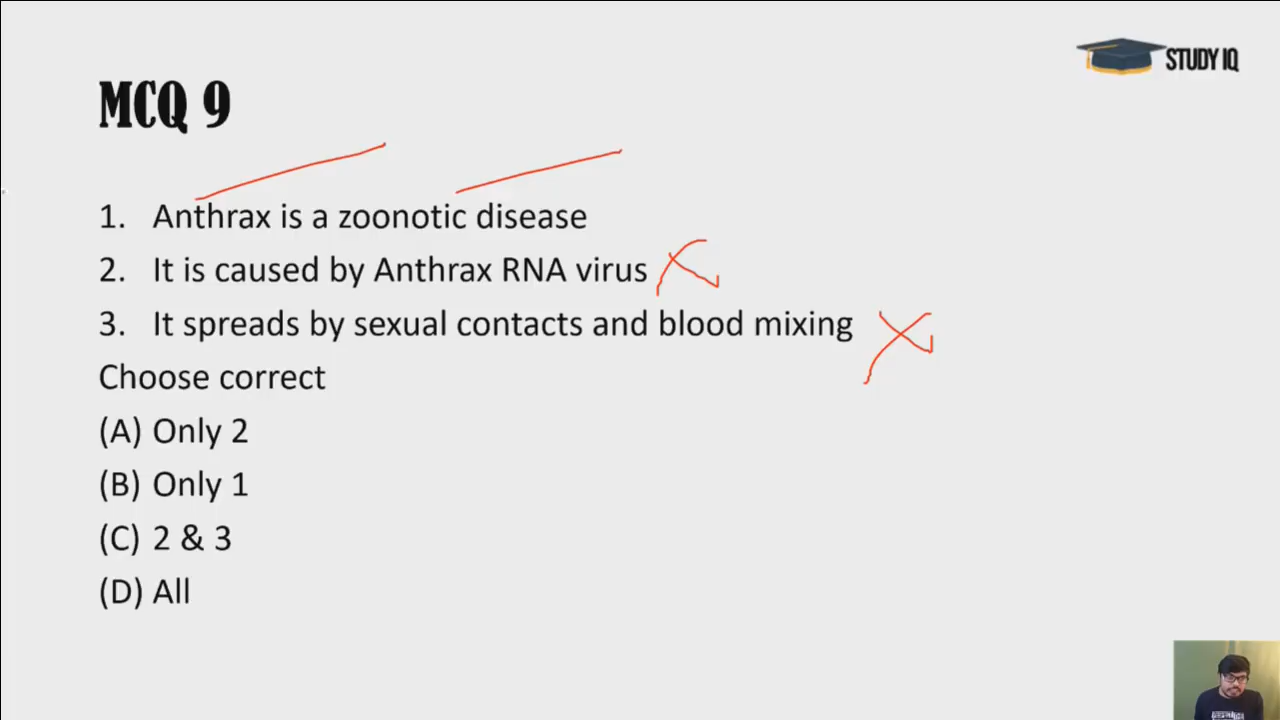 STUDY IQ
MCQ 9
1. Anthrax is a zoonotic disease
2. It is caused by Anthrax RNA virus
3. It spreads by sexual contacts and blood mixing
Choose correct
(A) Only 2
(B) Only 1
(C) 2 & 3
(D) All